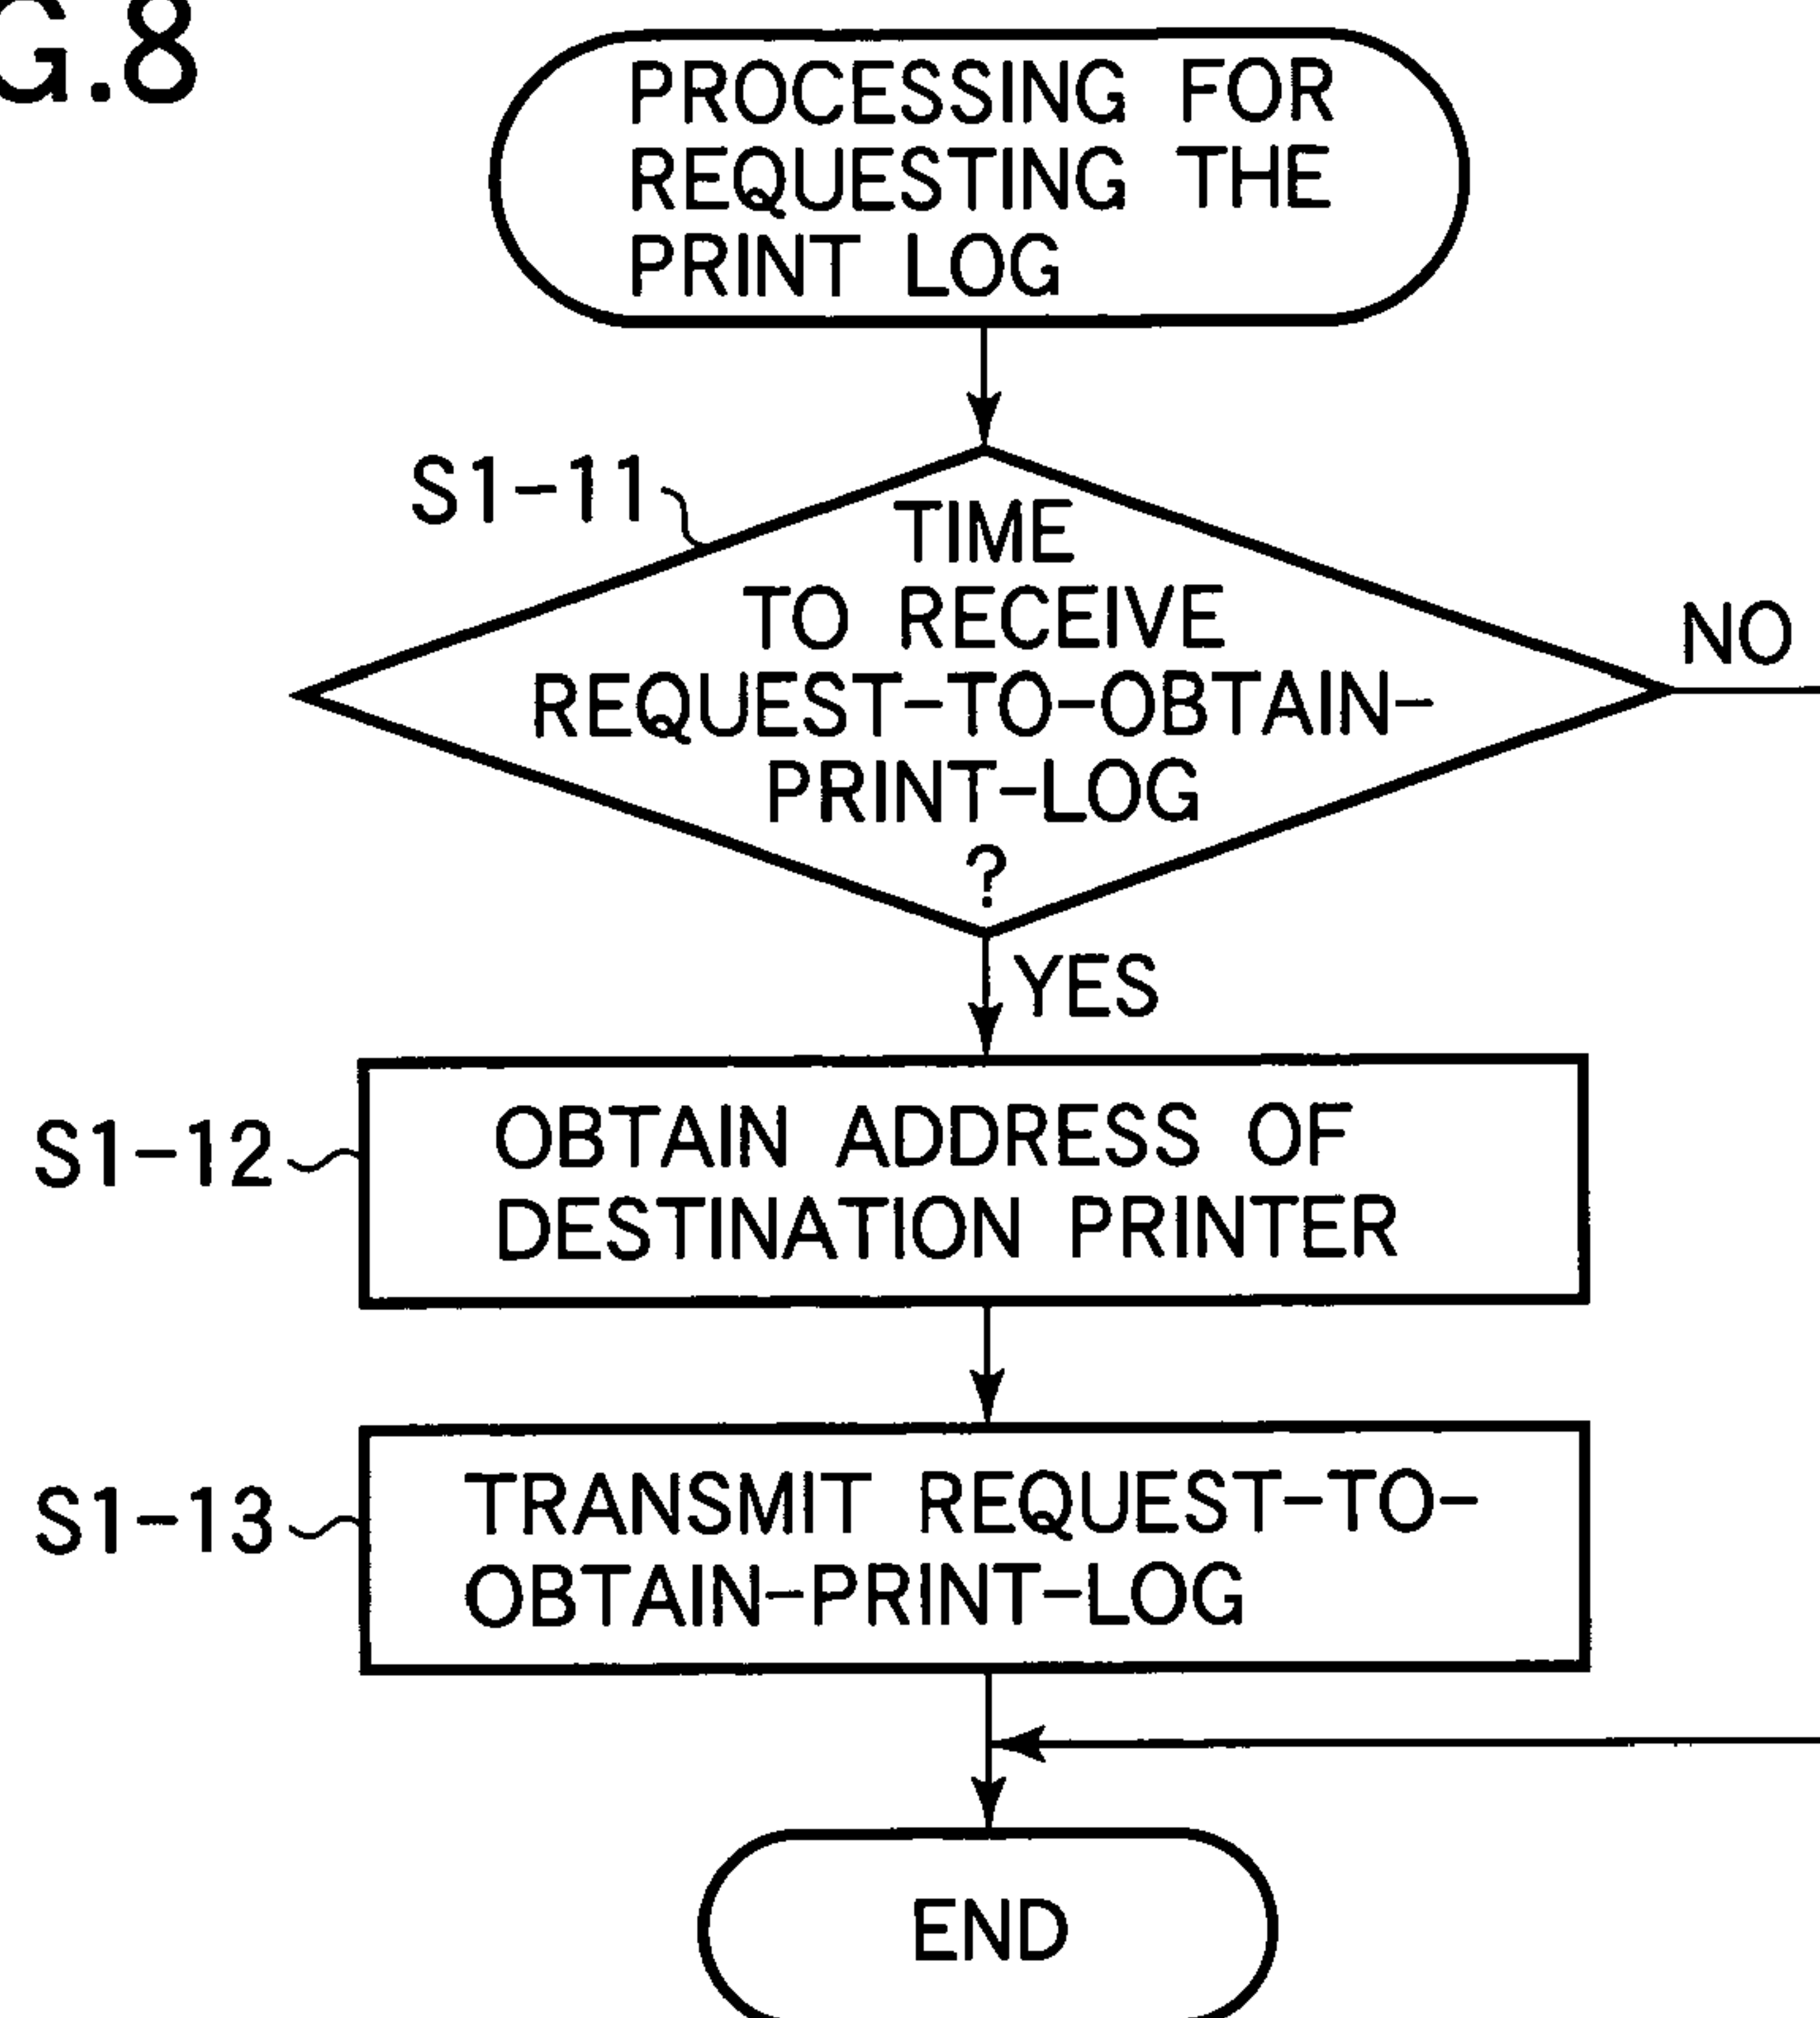 G.8
PROCESSING FOR
REQUESTING THE
PRINT LOG
S1-11
TIME
TO RECEIVE
REQUEST-TO-OBTAIN-
PRINT-LOG
?
NO
YES
S1-12
OBTAIN ADDRESS OF
DESTINATION PRINTER
S1-13
TRANSMIT REQUEST-TO-
OBTAIN-PRINT-LOG
END